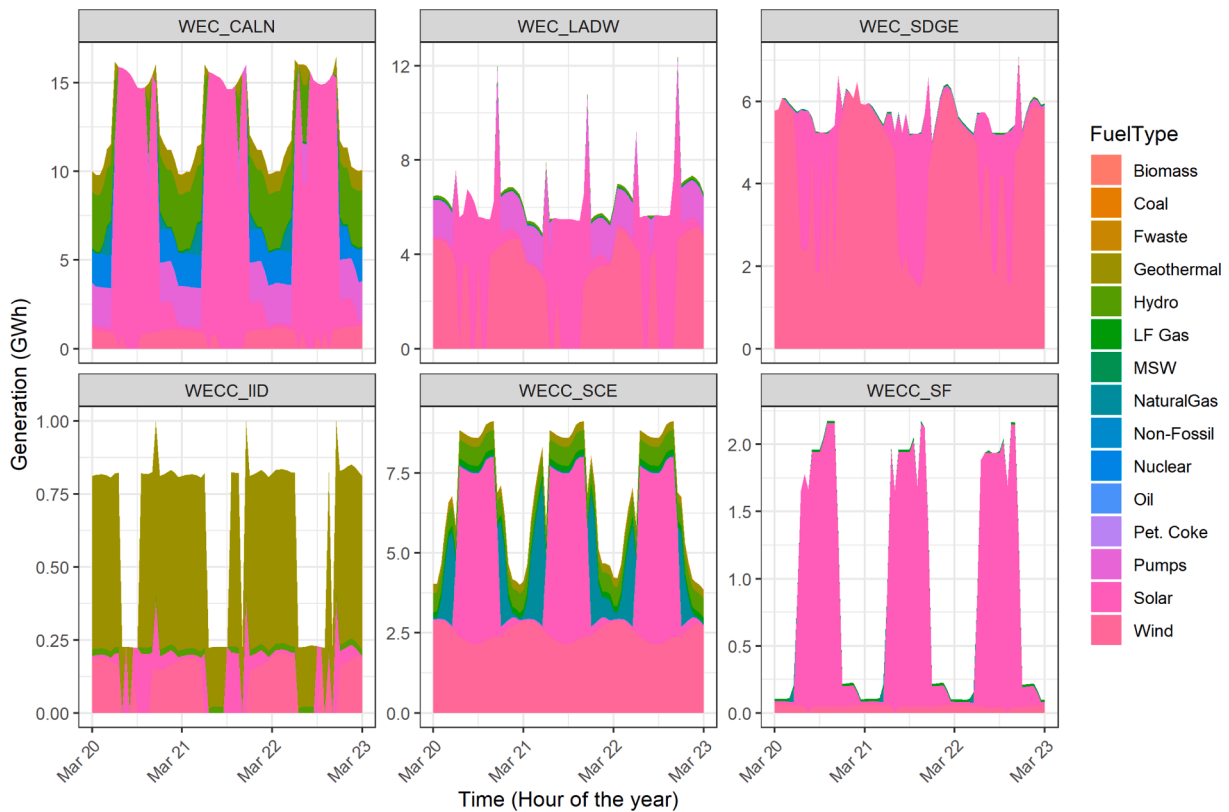 WEC_CALN
WEC_LADW
WEC_SDGE
15
10
5
0
12
8
4
0
6
4
2
0
WECC_IID
WECC_SCE
WECC_SF
1.00
0.75
0.50
0.25
0.00
7.5
5.0
2.5
0.0
2.0
1.5
1.0
0.5
0.0
Mar 20
Mar 21
Mar 22
Mar 23
Mar 20
Mar 21
Mar 22
Mar 23
Mar 20
Mar 21
Mar 22
Mar 23
Generation (GWh)
Time (Hour of the year)
FuelType
Biomass
Coal
Fwaste
Geothermal
Hydro
LF Gas
MSW
NaturalGas
Non-Fossil
Nuclear
Oil
Pet. Coke
Pumps
Solar
Wind